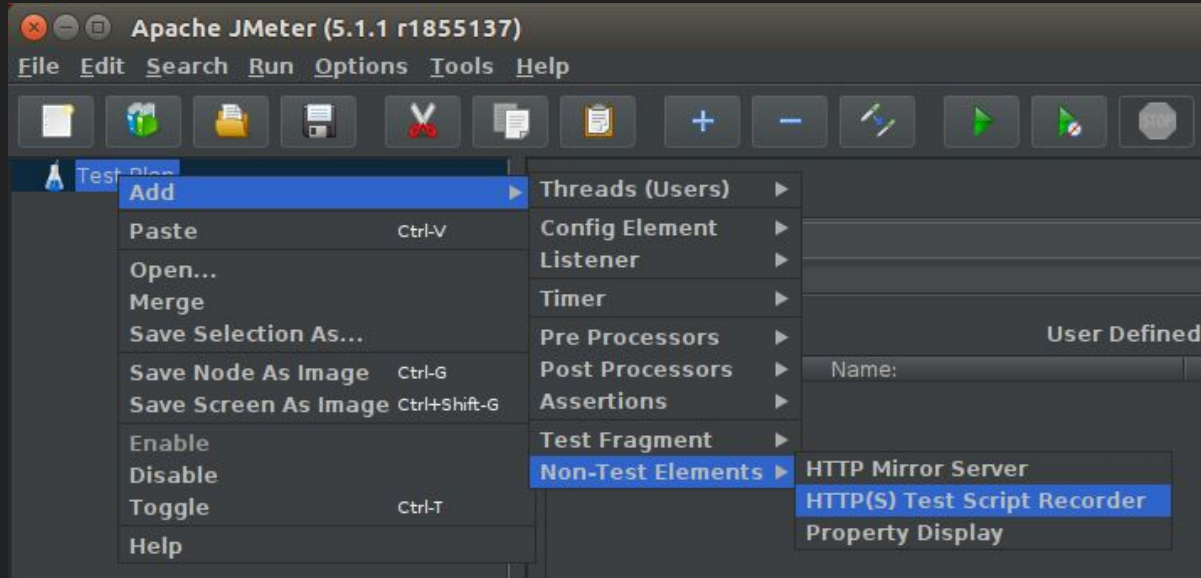 Apache JMeter (5.1.1 r1855137)
File Edit Search Run Options Tools Help
STOP
Test Plan
Add
Paste Ctrl-V
Open...
Merge
Save Selection As...
Save Node As Image Ctrl-G
Save Screen As Image Ctrl+Shift-G
Enable
Disable
Toggle Ctrl-T
Help
Threads (Users)
Config Element
Listener
Timer
Pre Processors
Post Processors
Assertions
Test Fragment
Non-Test Elements
HTTP Mirror Server
HTTP(S) Test Script Recorder
Property Display
User Defined
Name: